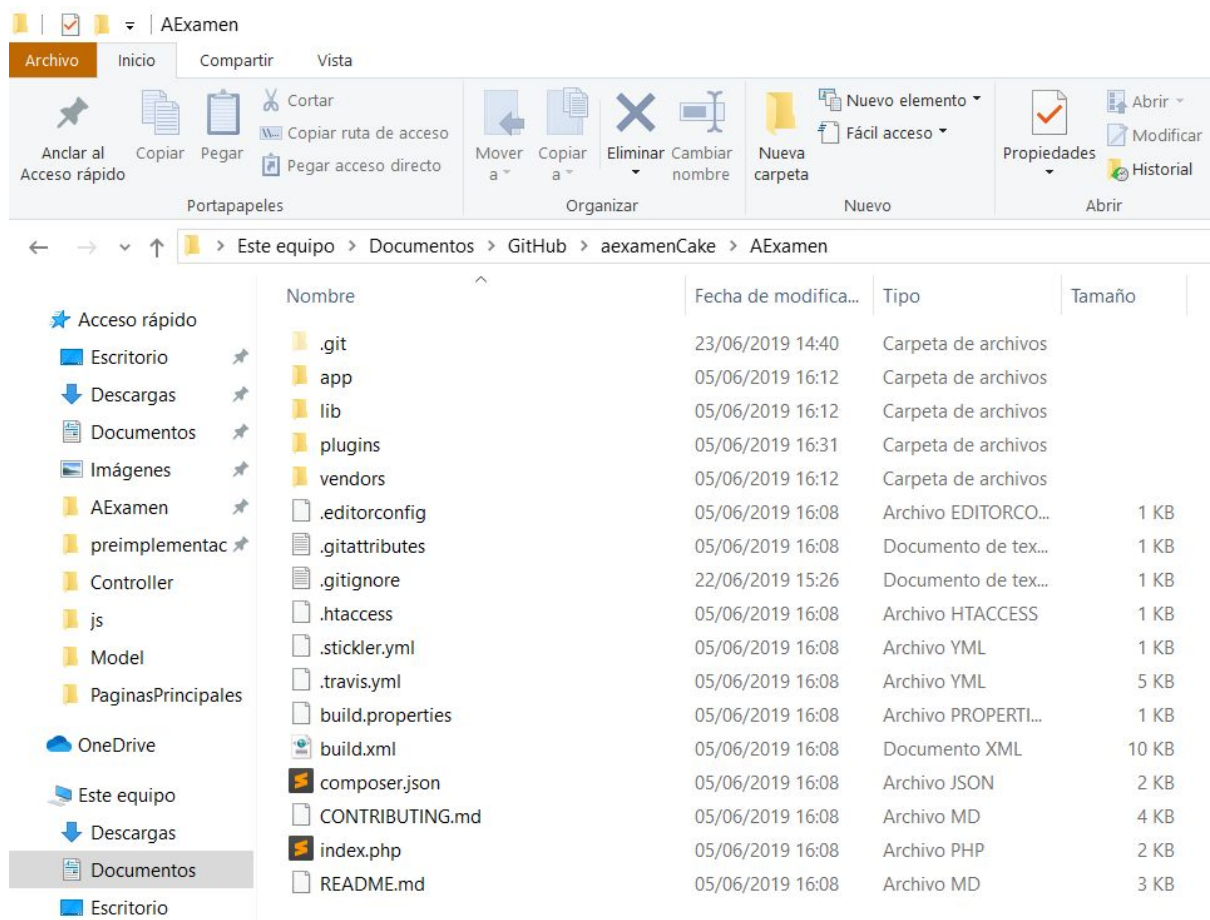 AExamen
Archivo Inicio Compartir Vista
Anclar al Acceso rápido
Copiar
Pegar
Cortar
Copiar ruta de acceso
Pegar acceso directo
Portapapeles
Mover a
Copiar a
Eliminar
Cambiar nombre
Organizar
Nueva carpeta
Nuevo elemento
Fácil acceso
Nuevo
Propiedades
Abrir
Modificar
Historial
Abrir
> Este equipo > Documentos > GitHub > aexamenCake > AExamen
Acceso rápido
Escritorio
Descargas
Documentos
Imágenes
AExamen
preimplementac
Controller
js
Model
PaginasPrincipales
OneDrive
Este equipo
Descargas
Documentos
Escritorio
Nombre Fecha de modifica... Tipo Tamaño
.git 23/06/2019 14:40 Carpeta de archivos
app 05/06/2019 16:12 Carpeta de archivos
lib 05/06/2019 16:12 Carpeta de archivos
plugins 05/06/2019 16:31 Carpeta de archivos
vendors 05/06/2019 16:12 Carpeta de archivos
.editorconfig 05/06/2019 16:08 Archivo EDITORCO... 1 KB
.gitattributes 05/06/2019 16:08 Documento de tex... 1 KB
.gitignore 22/06/2019 15:26 Documento de tex... 1 KB
.htaccess 05/06/2019 16:08 Archivo HTACCESS 1 KB
.stickler.yml 05/06/2019 16:08 Archivo YML 1 KB
.travis.yml 05/06/2019 16:08 Archivo YML 5 KB
build.properties 05/06/2019 16:08 Archivo PROPERTI... 1 KB
build.xml 05/06/2019 16:08 Documento XML 10 KB
composer.json 05/06/2019 16:08 Archivo JSON 2 KB
CONTRIBUTING.md 05/06/2019 16:08 Archivo MD 4 KB
index.php 05/06/2019 16:08 Archivo PHP 2 KB
README.md 05/06/2019 16:08 Archivo MD 3 KB